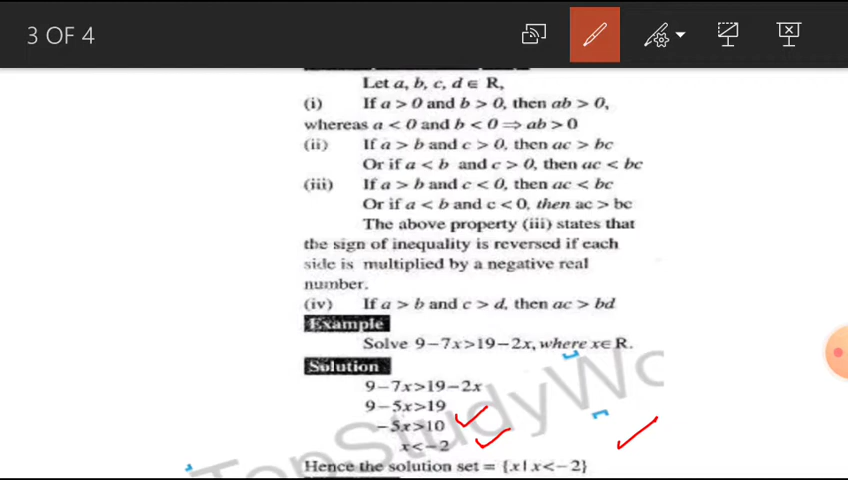 3 OF 4
Let a, b, c, d ∈ R,
(i) If a > 0 and b > 0, then ab > 0,
whereas a < 0 and b < 0 ⇒ ab > 0
(ii) If a > b and c > 0, then ac > bc
Or if a < b and c > 0, then ac < bc
(iii) If a > b and c < 0, then ac < bc
Or if a < b and c < 0, then ac > bc
The above property (iii) states that
the sign of inequality is reversed if each
side is multiplied by a negative real
number.
(iv) If a > b and c > d, then ac > bd
Example
Solve 9–7x>19–2x, where x∈R.
Solution
9–7x>19–2x
9–5x>19
–5x>10
x<–2
Hence the solution set = {x| x<–2}